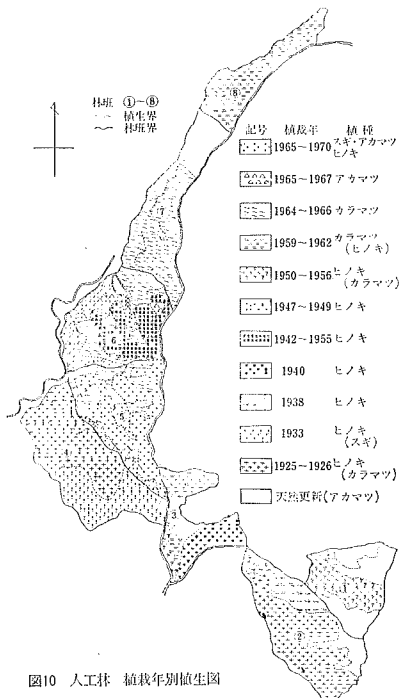 林班 ①~⑧
植生界
林班界
記号 植栽年 植種
1965~1970 スギ・アカマツ
ヒノキ
1965~1967 アカマツ
1964~1966 カラマツ
1959~1962 カラマツ
(ヒノキ)
1950~1956 ヒノキ
(カラマツ)
1947~1949 ヒノキ
1942~1955 ヒノキ
1940 ヒノキ
1938 ヒノキ
1933 ヒノキ
(スギ)
1925~1926 ヒノキ
(カラマツ)
天然更新(アカマツ)
⑧
7
6
5
4
3
②
1
図10 人工林 植栽年別植生図